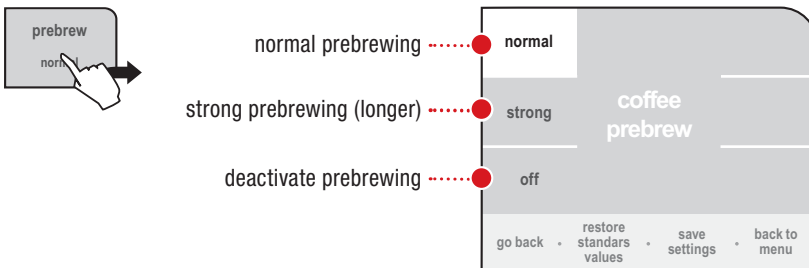 prebrew
normal
normal prebrewing
strong prebrewing (longer)
deactivate prebrewing
normal
strong
off
coffee
prebrew
go back • restore standars values • save settings • back to menu